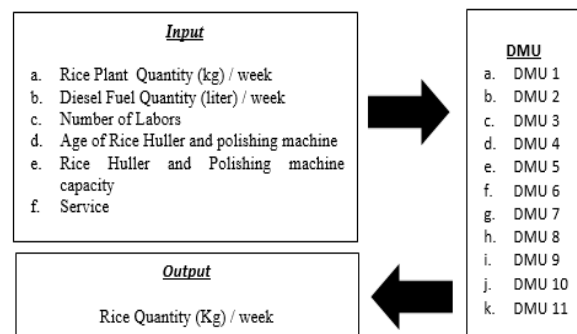 Input
a. Rice Plant Quantity (kg) / week
b. Diesel Fuel Quantity (liter) / week
c. Number of Labors
d. Age of Rice Huller and polishing machine
e. Rice Huller and Polishing machine
capacity
f. Service
DMU
a. DMU 1
b. DMU 2
c. DMU 3
d. DMU 4
e. DMU 5
f. DMU 6
g. DMU 7
h. DMU 8
i. DMU 9
j. DMU 10
k. DMU 11
Output
Rice Quantity (Kg) / week